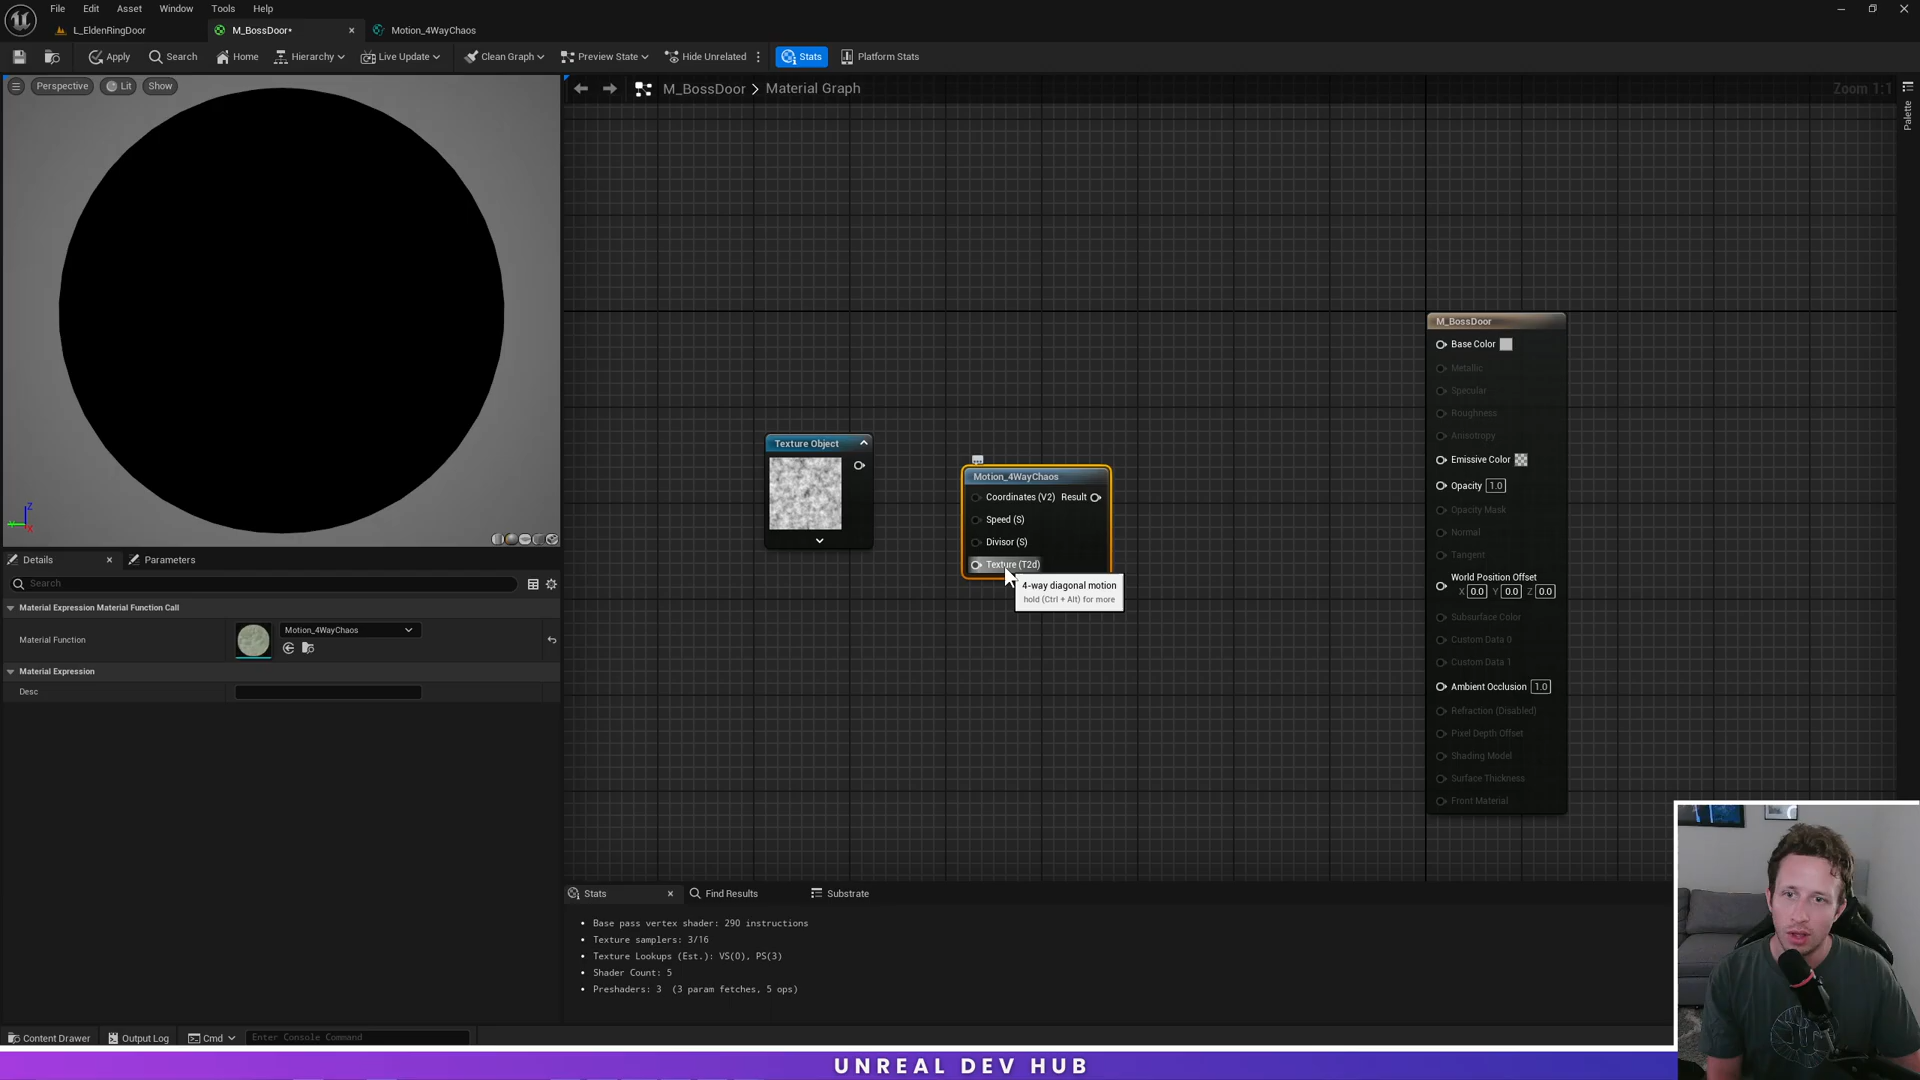 File Edit Asset Window Tools Help
L_EldenRingDoor M_BossDoor* Motion_4WayChaos
Apply Search Home Hierarchy Live Update Clean Graph Preview State Hide Unrelated Stats Platform Stats
Perspective Lit Show
M_BossDoor > Material Graph
Zoom 1:1
Palette
Texture Object
Motion_4WayChaos
Coordinates (V2) Result
Speed (S)
Divisor (S)
Texture (T2d)
4-way diagonal motion
hold (Ctrl + Alt) for more
M_BossDoor
Base Color
Metallic
Specular
Roughness
Anisotropy
Emissive Color
Opacity 1.0
Opacity Mask
Normal
Tangent
World Position Offset
X 0.0 Y 0.0 Z 0.0
Subsurface Color
Custom Data 0
Custom Data 1
Ambient Occlusion 1.0
Refraction (Disabled)
Pixel Depth Offset
Shading Model
Surface Thickness
Front Material
Z
Y
X
Details Parameters
Search
Material Expression Material Function Call
Material Function Motion_4WayChaos
Material Expression
Desc
Stats Find Results Substrate
Base pass vertex shader: 290 instructions
Texture samplers: 3/16
Texture Lookups (Est.): VS(0), PS(3)
Shader Count: 5
Preshaders: 3 (3 param fetches, 5 ops)
Content Drawer Output Log Cmd Enter Console Command
UNREAL DEV HUB